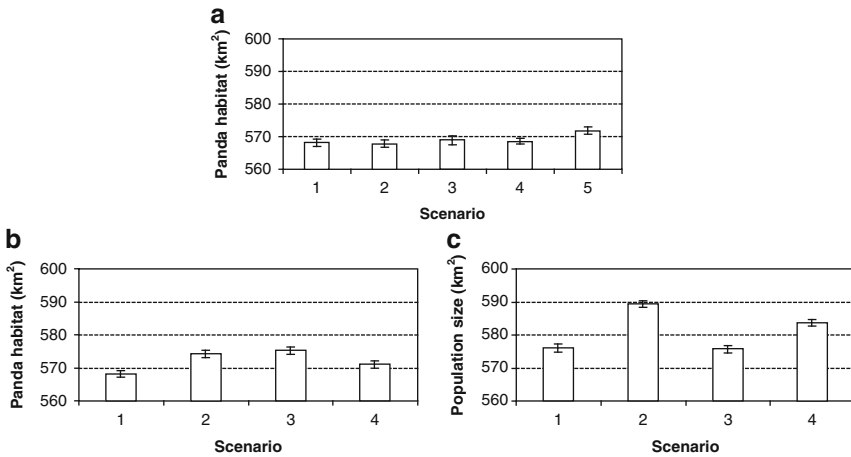 a
Panda habitat (km²)
600
590
580
570
560
1 2 3 4 5
Scenario
b
Panda habitat (km²)
600
590
580
570
560
1 2 3 4
Scenario
c
Population size (km²)
600
590
580
570
560
1 2 3 4
Scenario